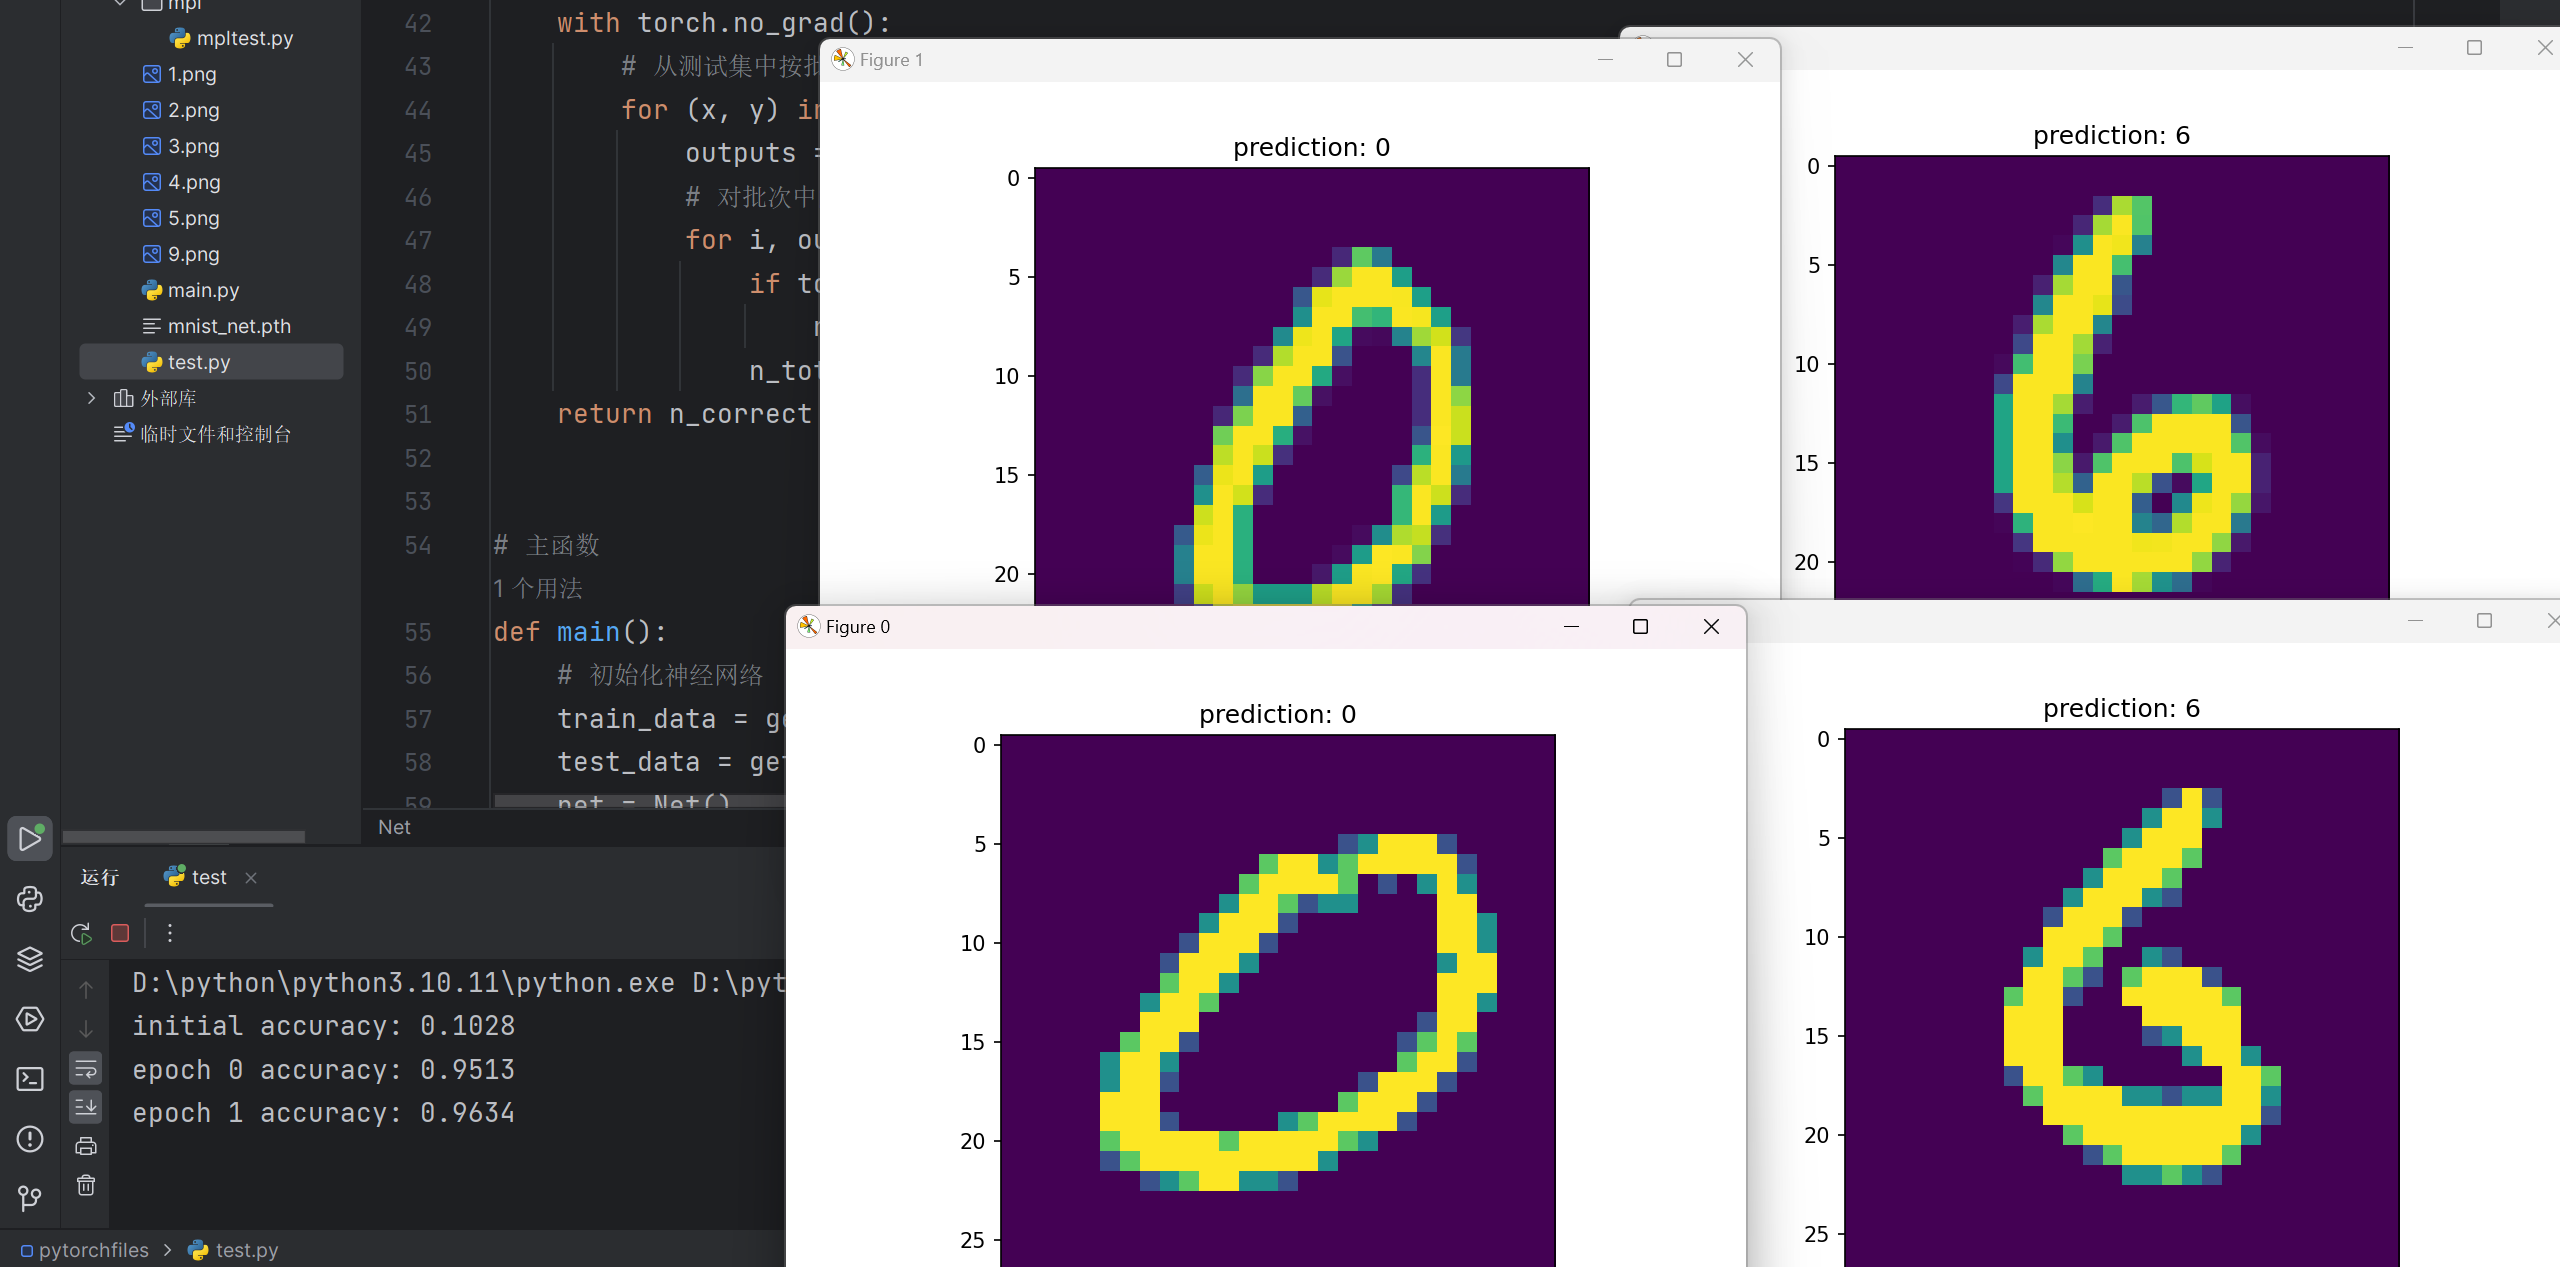 mpl
mpltest.py
1.png
2.png
3.png
4.png
5.png
9.png
main.py
mnist_net.pth
test.py
外部库
临时文件和控制台
42 with torch.no_grad():
43 # 从测试集中按批
44 for (x, y) in
45 outputs =
46 # 对批次中
47 for i, ou
48 if to
49
50 n_tot
51 return n_correct
52
53
54 # 主函数
1 个用法
55 def main():
56 # 初始化神经网络
57 train_data = ge
58 test_data = get
59 net = Net()
Net
Figure 1
prediction: 0
0
5
10
15
20
prediction: 6
0
5
10
15
20
Figure 0
prediction: 0
0
5
10
15
20
25
prediction: 6
0
5
10
15
20
25
运行 test
D:\python\python3.10.11\python.exe D:\pyt
initial accuracy: 0.1028
epoch 0 accuracy: 0.9513
epoch 1 accuracy: 0.9634
pytorchfiles > test.py